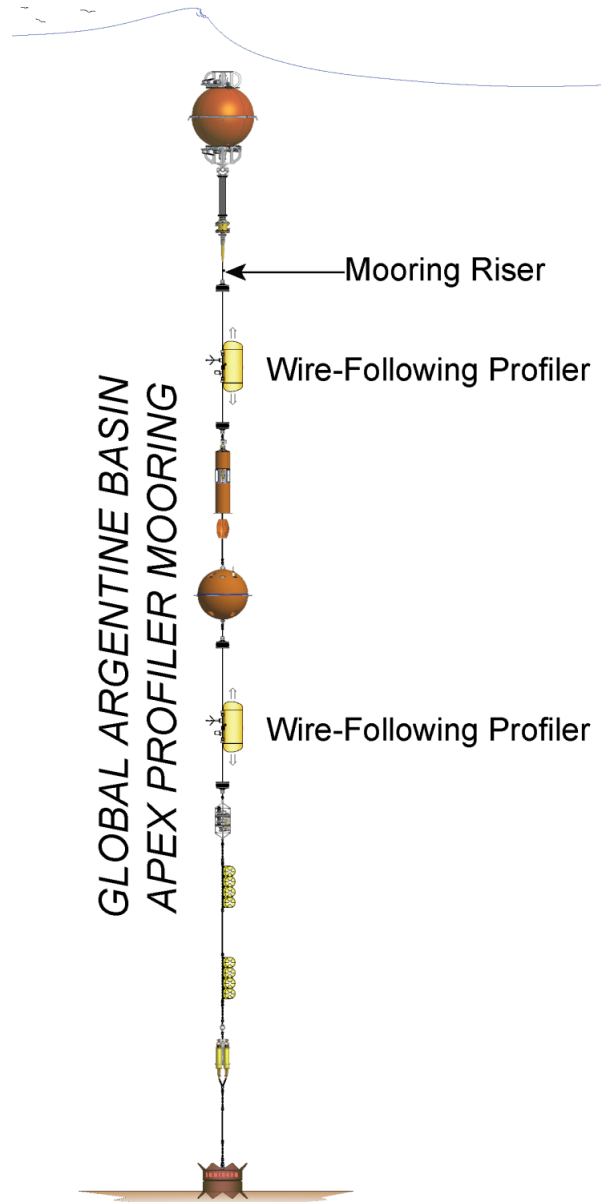 Mooring Riser
Wire-Following Profiler
GLOBAL ARGENTINE BASIN
APEX PROFILER MOORING
Wire-Following Profiler